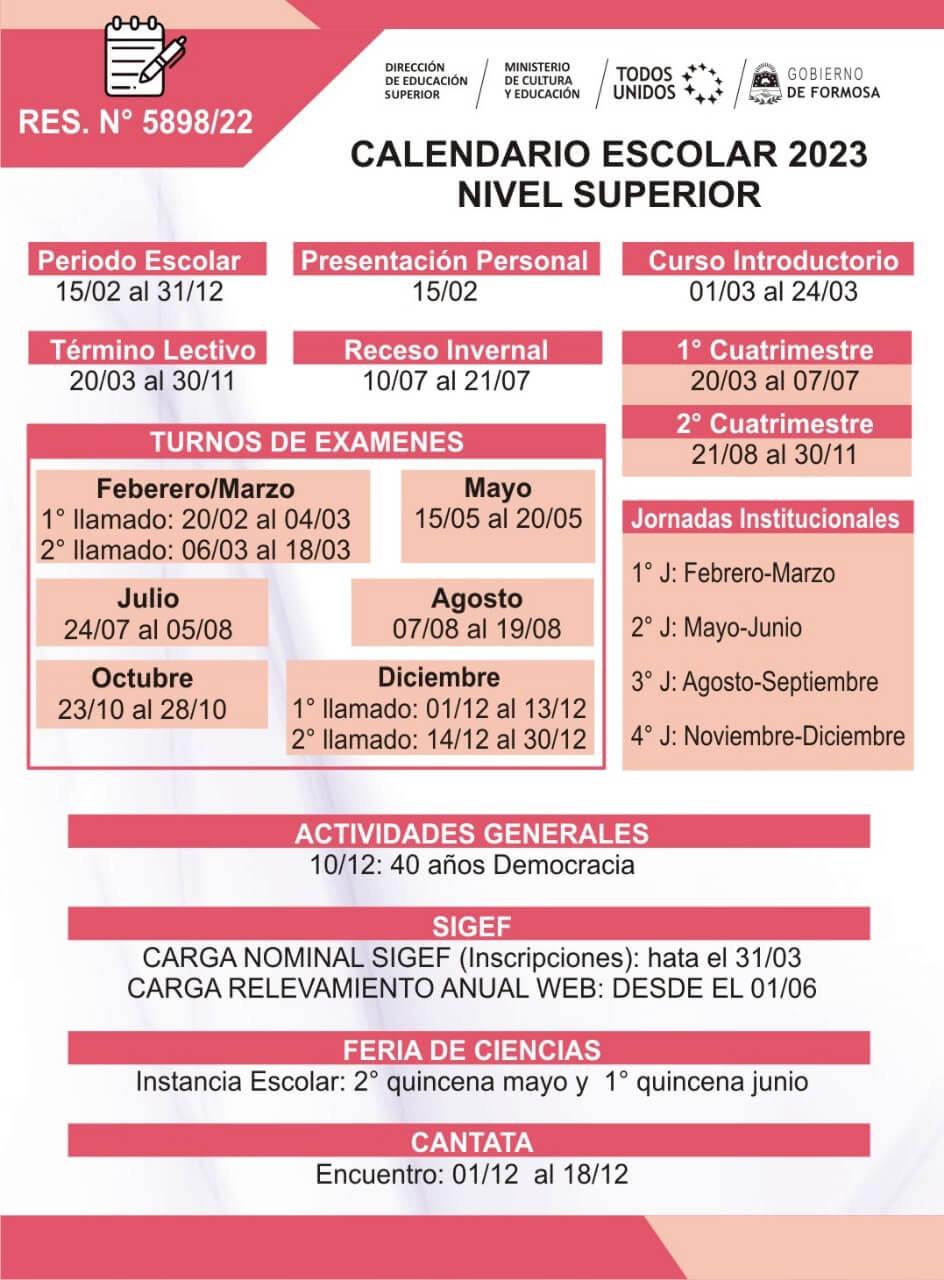 RES. N° 5898/22
DIRECCIÓN
DE EDUCACIÓN
SUPERIOR
MINISTERIO
DE CULTURA
Y EDUCACIÓN
TODOS
UNIDOS
GOBIERNO
DE FORMOSA
CALENDARIO ESCOLAR 2023
NIVEL SUPERIOR
Periodo Escolar
15/02 al 31/12
Presentación Personal
15/02
Curso Introductorio
01/03 al 24/03
Término Lectivo
20/03 al 30/11
Receso Invernal
10/07 al 21/07
1° Cuatrimestre
20/03 al 07/07
2° Cuatrimestre
21/08 al 30/11
TURNOS DE EXAMENES
Feberero/Marzo
1° llamado: 20/02 al 04/03
2° llamado: 06/03 al 18/03
Mayo
15/05 al 20/05
Julio
24/07 al 05/08
Agosto
07/08 al 19/08
Octubre
23/10 al 28/10
Diciembre
1° llamado: 01/12 al 13/12
2° llamado: 14/12 al 30/12
Jornadas Institucionales
1° J: Febrero-Marzo
2° J: Mayo-Junio
3° J: Agosto-Septiembre
4° J: Noviembre-Diciembre
ACTIVIDADES GENERALES
10/12: 40 años Democracia
SIGEF
CARGA NOMINAL SIGEF (Inscripciones): hata el 31/03
CARGA RELEVAMIENTO ANUAL WEB: DESDE EL 01/06
FERIA DE CIENCIAS
Instancia Escolar: 2° quincena mayo y 1° quincena junio
CANTATA
Encuentro: 01/12 al 18/12